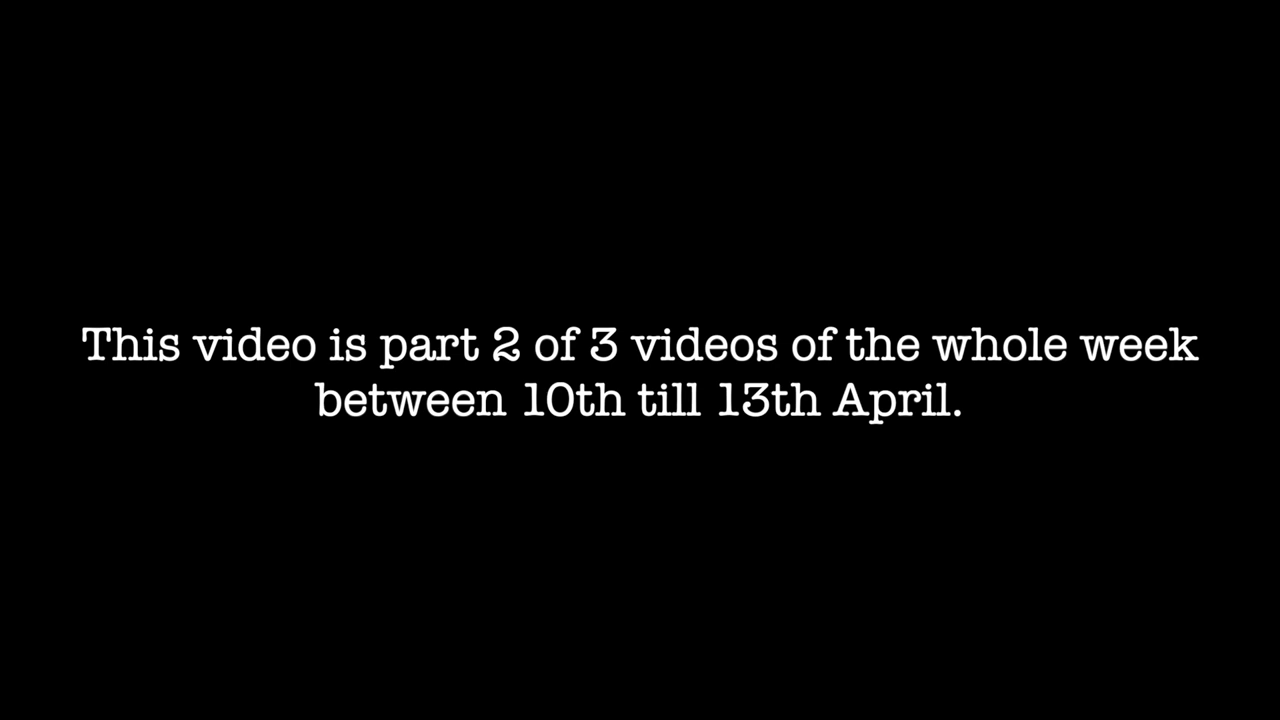 This video is part 2 of 3 videos of the whole week
between 10th till 13th April.